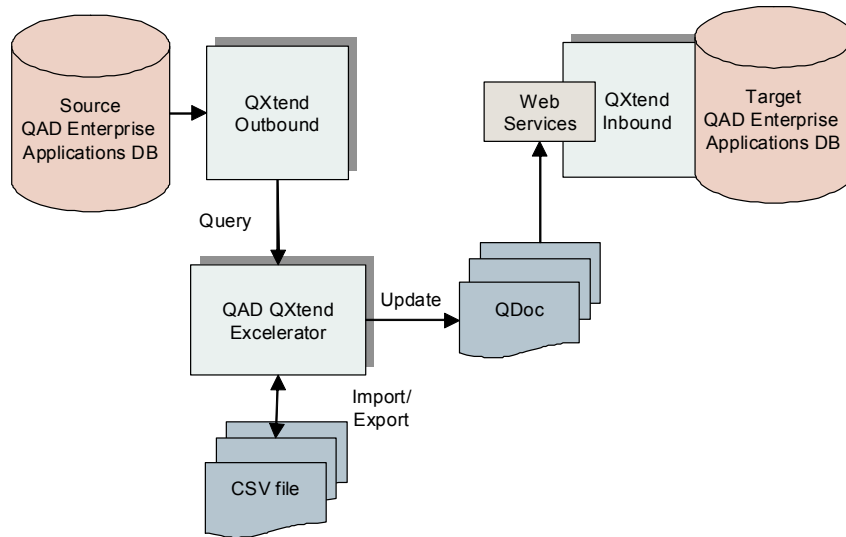 Source
QAD Enterprise
Applications DB
QXtend
Outbound
Web
Services
QXtend
Inbound
Target
QAD Enterprise
Applications DB
Query
QAD QXtend
Excelerator
Update
QDoc
Import/
Export
CSV file